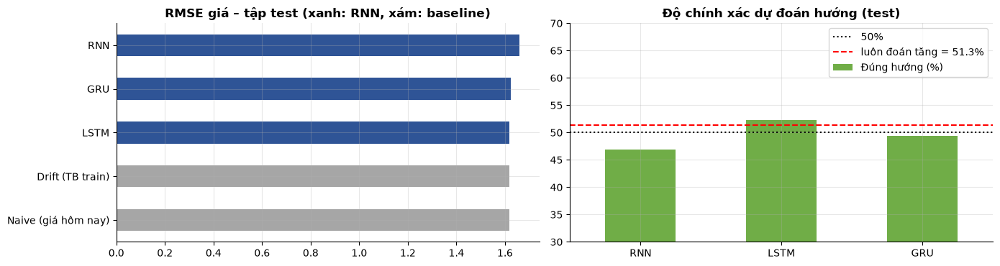 RMSE giá – tập test (xanh: RNN, xám: baseline)
RNN
GRU
LSTM
Drift (TB train)
Naive (giá hôm nay)
0.0 0.2 0.4 0.6 0.8 1.0 1.2 1.4 1.6
Độ chính xác dự đoán hướng (test)
70
65
60
55
50
45
40
35
30
50%
luôn đoán tăng = 51.3%
Đúng hướng (%)
RNN LSTM GRU